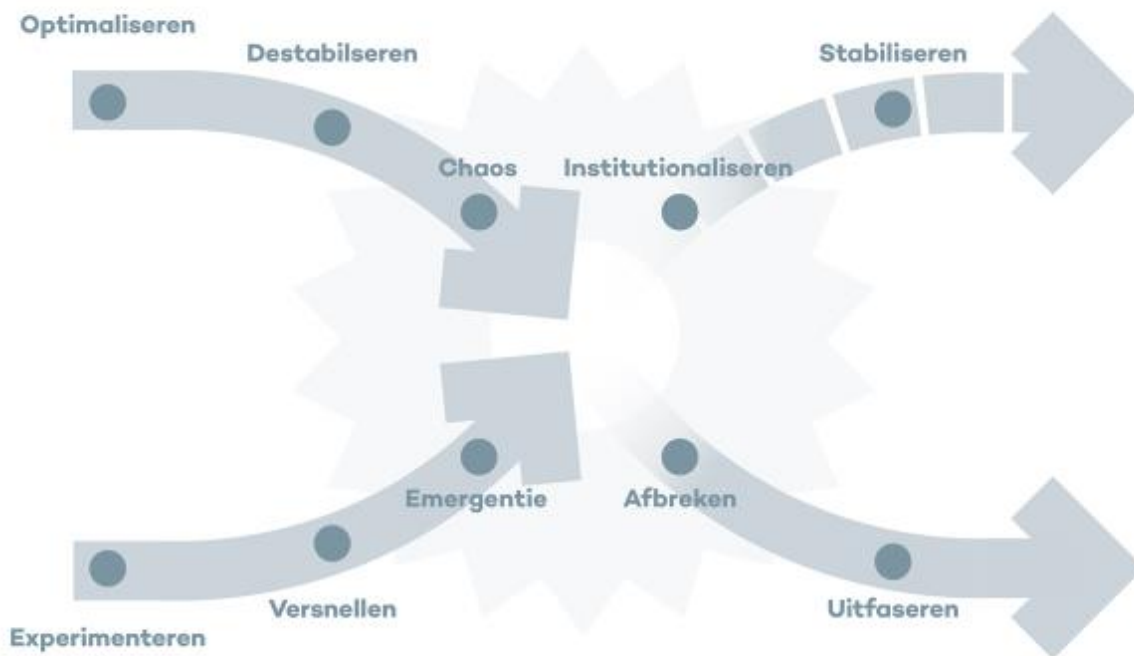 Optimaliseren
Destabilseren
Stabiliseren
Chaos
Institutionaliseren
Emergentie
Afbreken
Versnellen
Uitfaseren
Experimenteren